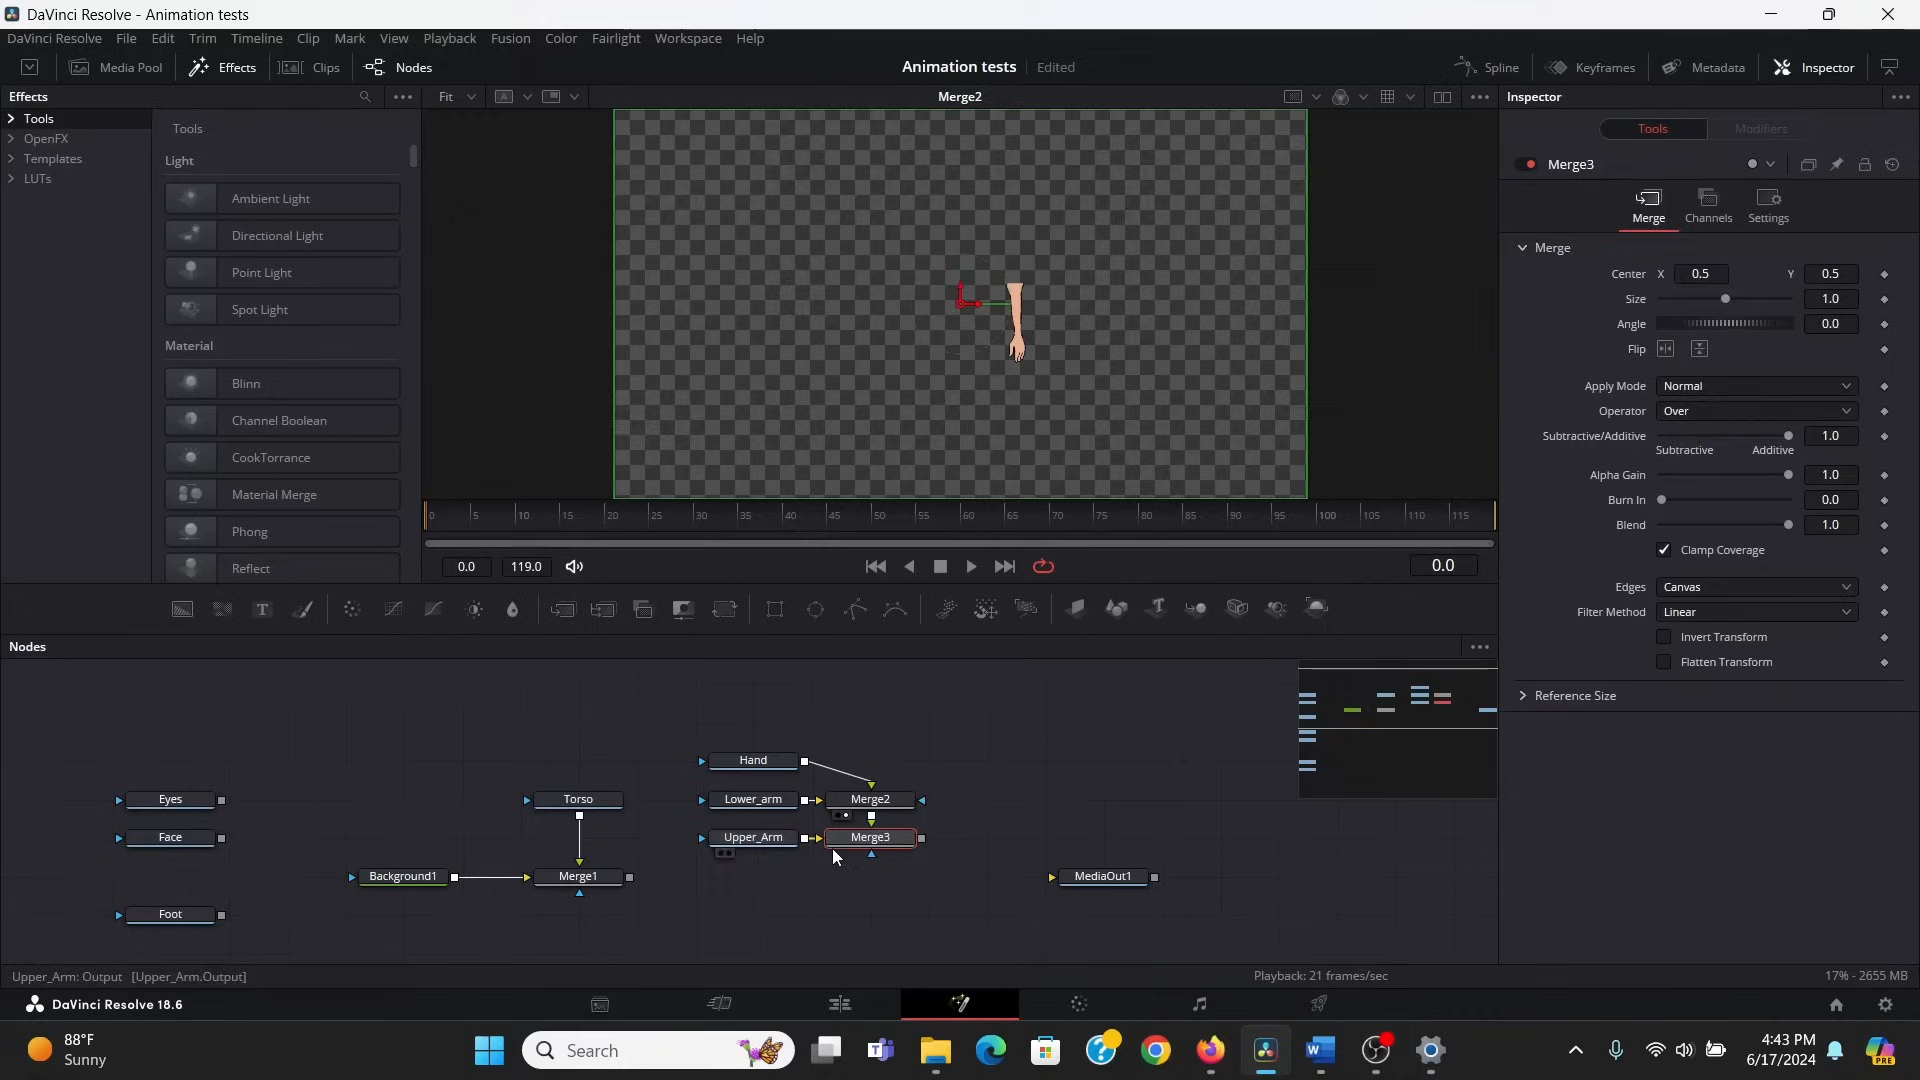 DaVinci Resolve - Animation tests
DaVinci Resolve File Edit Trim Timeline Clip Mark View Playback Fusion Color Fairlight Workspace Help
Media Pool Effects Clips Nodes Animation tests Edited Spline Keyframes Metadata Inspector
Effects Fit A Merge2 Inspector
Tools
OpenFX
Templates
LUTs
Tools
Light
Ambient Light
Directional Light
Point Light
Spot Light
Material
Blinn
Channel Boolean
CookTorrance
Material Merge
Phong
Reflect
Tools Modifiers
Merge3
Merge Channels Settings
Merge
Center X 0.5 Y 0.5
Size 1.0
Angle 0.0
Flip
Apply Mode Normal
Operator Over
Subtractive/Additive 1.0
Subtractive Additive
Alpha Gain 1.0
Burn In 0.0
Blend 1.0
Clamp Coverage
Edges Canvas
Filter Method Linear
Invert Transform
Flatten Transform
Reference Size
0 5 10 15 20 25 30 35 40 45 50 55 60 65 70 75 80 85 90 95 100 105 110 115
0.0 119.0 0.0
T T
Nodes
Hand
Eyes Torso Lower_arm Merge2
Face Upper_Arm Merge3
Background1 Merge1 MediaOut1
Foot
Upper_Arm: Output [Upper_Arm.Output] Playback: 21 frames/sec 17% - 2655 MB
DaVinci Resolve 18.6
88°F
Sunny
Search
4:43 PM
6/17/2024
PRE